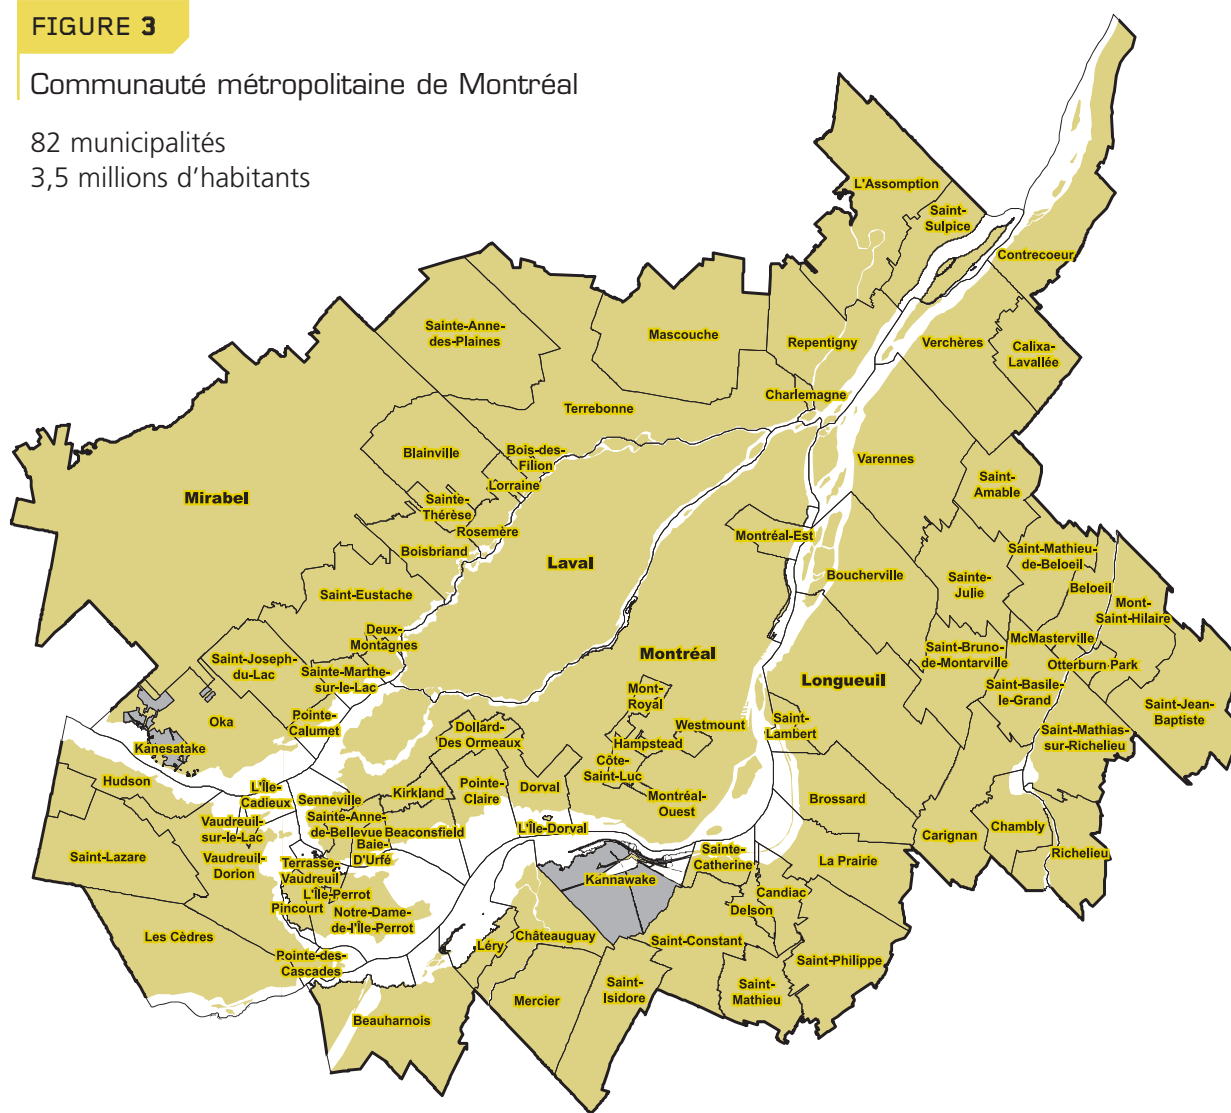 FIGURE 3
Communauté métropolitaine de Montréal
82 municipalités
3,5 millions d'habitants
L'Assomption
Saint-
Sulpice
Contrecoeur
Sainte-Anne-
des-Plaines
Mascouche
Repentigny
Verchères
Calixa-
Lavallée
Charlemagne
Terrebonne
Blainville
Bois-des-
Filion
Varennes
Mirabel
Lorraine
Sainte-
Thérèse
Saint-
Amable
Rosemère
Montréal-Est
Boisbriand
Laval
Boucherville
Saint-Mathieu-
de-Beloeil
Sainte-
Julie
Beloeil
Saint-Eustache
Mont-
Saint-Hilaire
Deux-
Montagnes
McMasterville
Saint-Joseph-
du-Lac
Sainte-Marthe-
sur-le-Lac
Montréal
Longueuil
Saint-Bruno-
de-Montarville
Otterburn Park
Mont-
Royal
Saint-Basile-
le-Grand
Saint-Jean-
Baptiste
Oka
Pointe-
Calumet
Dollard-
Des Ormeaux
Westmount
Saint-
Lambert
Saint-Mathias-
sur-Richelieu
Kanesatake
Hampstead
Côte-
Saint-Luc
Hudson
L'Île-
Cadieux
Senneville
Kirkland
Pointe-
Claire
Dorval
Montréal-
Ouest
Brossard
Vaudreuil-
sur-le-Lac
Sainte-Anne-
de-Bellevue
Beaconsfield
L'Île-Dorval
Carignan
Chambly
Saint-Lazare
Vaudreuil-
Dorion
Baie-
D'Urfé
Sainte-
Catherine
La Prairie
Richelieu
Terrasse-
Vaudreuil
Kannawake
L'Île-Perrot
Candiac
Pincourt
Notre-Dame-
de-l'Île-Perrot
Delson
Les Cèdres
Léry
Châteauguay
Saint-Constant
Pointe-des-
Cascades
Saint-Philippe
Mercier
Saint-
Isidore
Saint-
Mathieu
Beauharnois